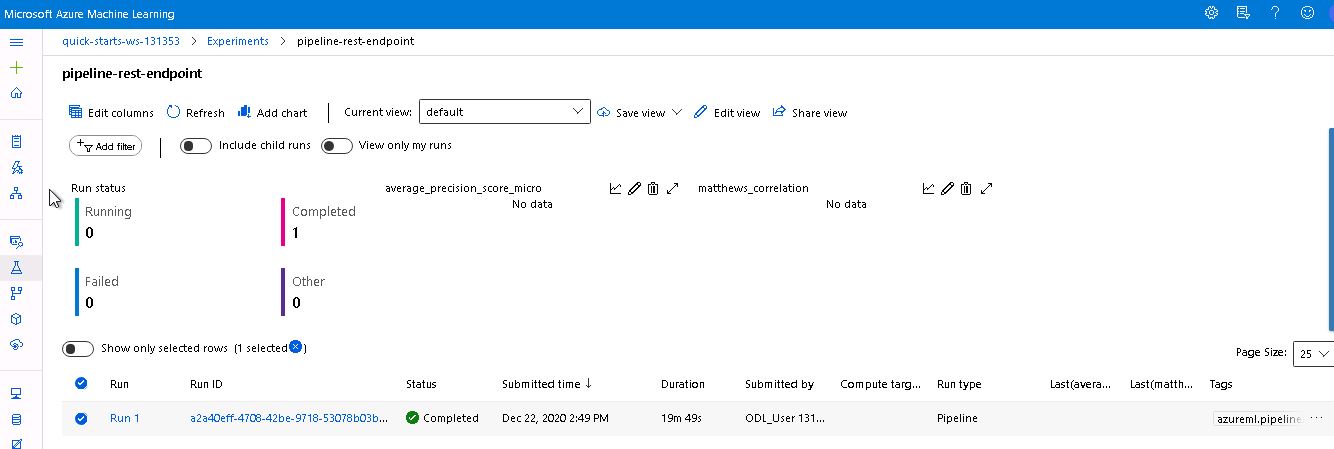 Microsoft Azure Machine Learning
quick-starts-ws-131353 > Experiments > pipeline-rest-endpoint
pipeline-rest-endpoint
Edit columns Refresh Add chart Current view: default Save view Edit view Share view
Add filter Include child runs View only my runs
Run status average_precision_score_micro matthews_correlation
No data No data
Running Completed
0 1
Failed Other
0 0
Show only selected rows (1 selected )
Page Size: 25
Run Run ID Status Submitted time ↓ Duration Submitted by Compute targ... Run type Last(avera... Last(matth... Tags
Run 1 a2a40eff-4708-42be-9718-53078b03b... Completed Dec 22, 2020 2:49 PM 19m 49s ODL_User 131... Pipeline azureml.pipeline ...